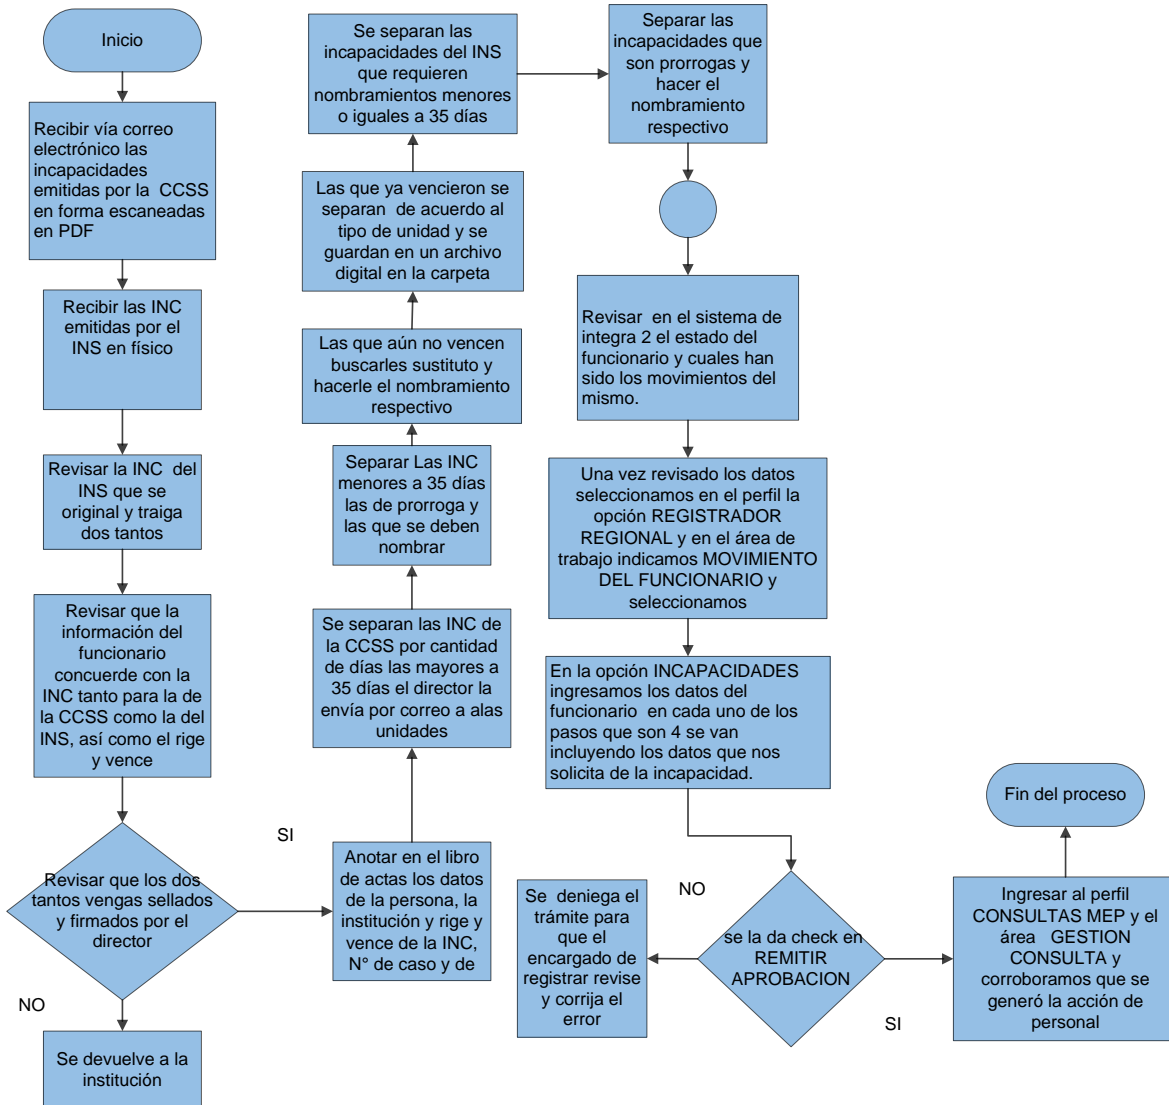 Inicio
Recibir vía correo
electrónico las
incapacidades
emitidas por la CCSS
en forma escaneadas
en PDF
Recibir las INC
emitidas por el
INS en físico
Revisar la INC del
INS que se
original y traiga
dos tantos
Revisar que la
información del
funcionario
concuerde con la
INC tanto para la de
la CCSS como la del
INS, así como el rige
y vence
Revisar que los dos
tantos vengas sellados
y firmados por el
director
NO
Se devuelve a la
institución
SI
Anotar en el libro
de actas los datos
de la persona, la
institución y rige y
vence de la INC,
N° de caso y de
Se separan las INC de
la CCSS por cantidad
de días las mayores a
35 días el director la
envía por correo a alas
unidades
Separar Las INC
menores a 35 días
las de prorroga y
las que se deben
nombrar
Las que aún no vencen
buscarles sustituto y
hacerle el nombramiento
respectivo
Las que ya vencieron se
separan de acuerdo al
tipo de unidad y se
guardan en un archivo
digital en la carpeta
Se separan las
incapacidades del INS
que requieren
nombramientos menores
o iguales a 35 días
Separar las
incapacidades que
son prorrogas y
hacer el
nombramiento
respectivo
Revisar en el sistema de
integra 2 el estado del
funcionario y cuales han
sido los movimientos del
mismo.
Una vez revisado los datos
seleccionamos en el perfil la
opción REGISTRADOR
REGIONAL y en el área de
trabajo indicamos MOVIMIENTO
DEL FUNCIONARIO y
seleccionamos
En la opción INCAPACIDADES
ingresamos los datos del
funcionario en cada uno de los
pasos que son 4 se van
incluyendo los datos que nos
solicita de la incapacidad.
se la da check en
REMITIR
APROBACION
NO
Se deniega el
trámite para
que el
encargado de
registrar revise
y corrija el
error
SI
Ingresar al perfil
CONSULTAS MEP y el
área GESTION
CONSULTA y
corroboramos que se
generó la acción de
personal
Fin del proceso